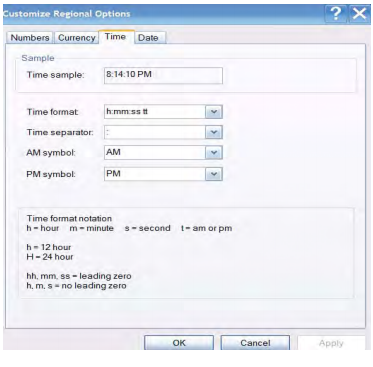 Customize Regional Options
Numbers Currency Time Date
Sample
Time sample: 8:14:10 PM
Time format: h:mm:ss tt
Time separator: :
AM symbol: AM
PM symbol: PM
Time format notation
h = hour m = minute s = second t = am or pm
h = 12 hour
H = 24 hour
hh, mm, ss = leading zero
h, m, s = no leading zero
OK Cancel Apply